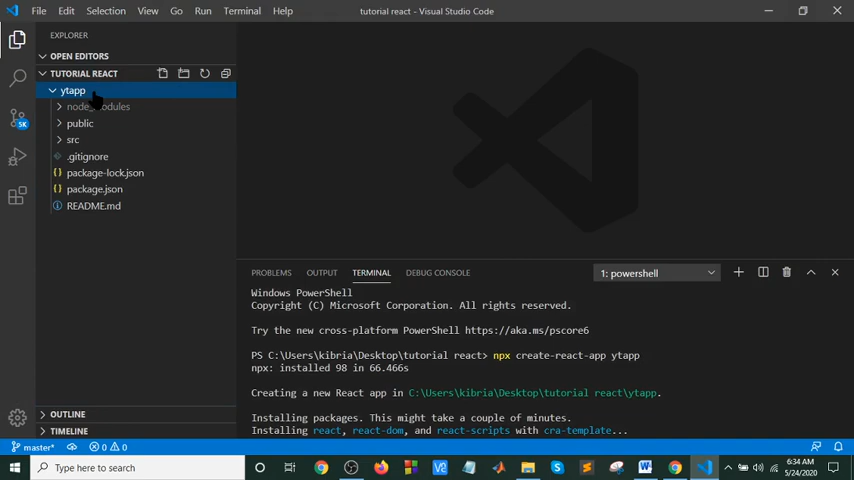 File Edit Selection View Go Run Terminal Help tutorial react - Visual Studio Code
EXPLORER
OPEN EDITORS
TUTORIAL REACT
ytapp
node_modules
public
src
.gitignore
package-lock.json
package.json
README.md
5K
PROBLEMS OUTPUT TERMINAL DEBUG CONSOLE 1: powershell
Windows PowerShell
Copyright (C) Microsoft Corporation. All rights reserved.
Try the new cross-platform PowerShell https://aka.ms/pscore6
PS C:\Users\kibria\Desktop\tutorial react> npx create-react-app ytapp
npx: installed 98 in 66.466s
Creating a new React app in C:\Users\kibria\Desktop\tutorial react\ytapp.
Installing packages. This might take a couple of minutes.
Installing react, react-dom, and react-scripts with cra-template...
OUTLINE
TIMELINE
master* 0 0
Type here to search
6:34 AM
5/24/2020